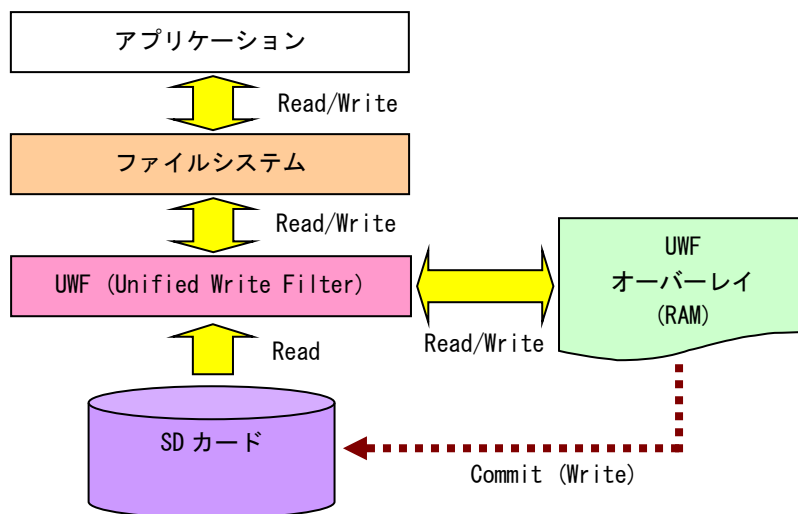 アプリケーション
Read/Write
ファイルシステム
Read/Write
UWF (Unified Write Filter)
Read/Write
UWF
オーバーレイ
(RAM)
Read
SD カード
Commit (Write)